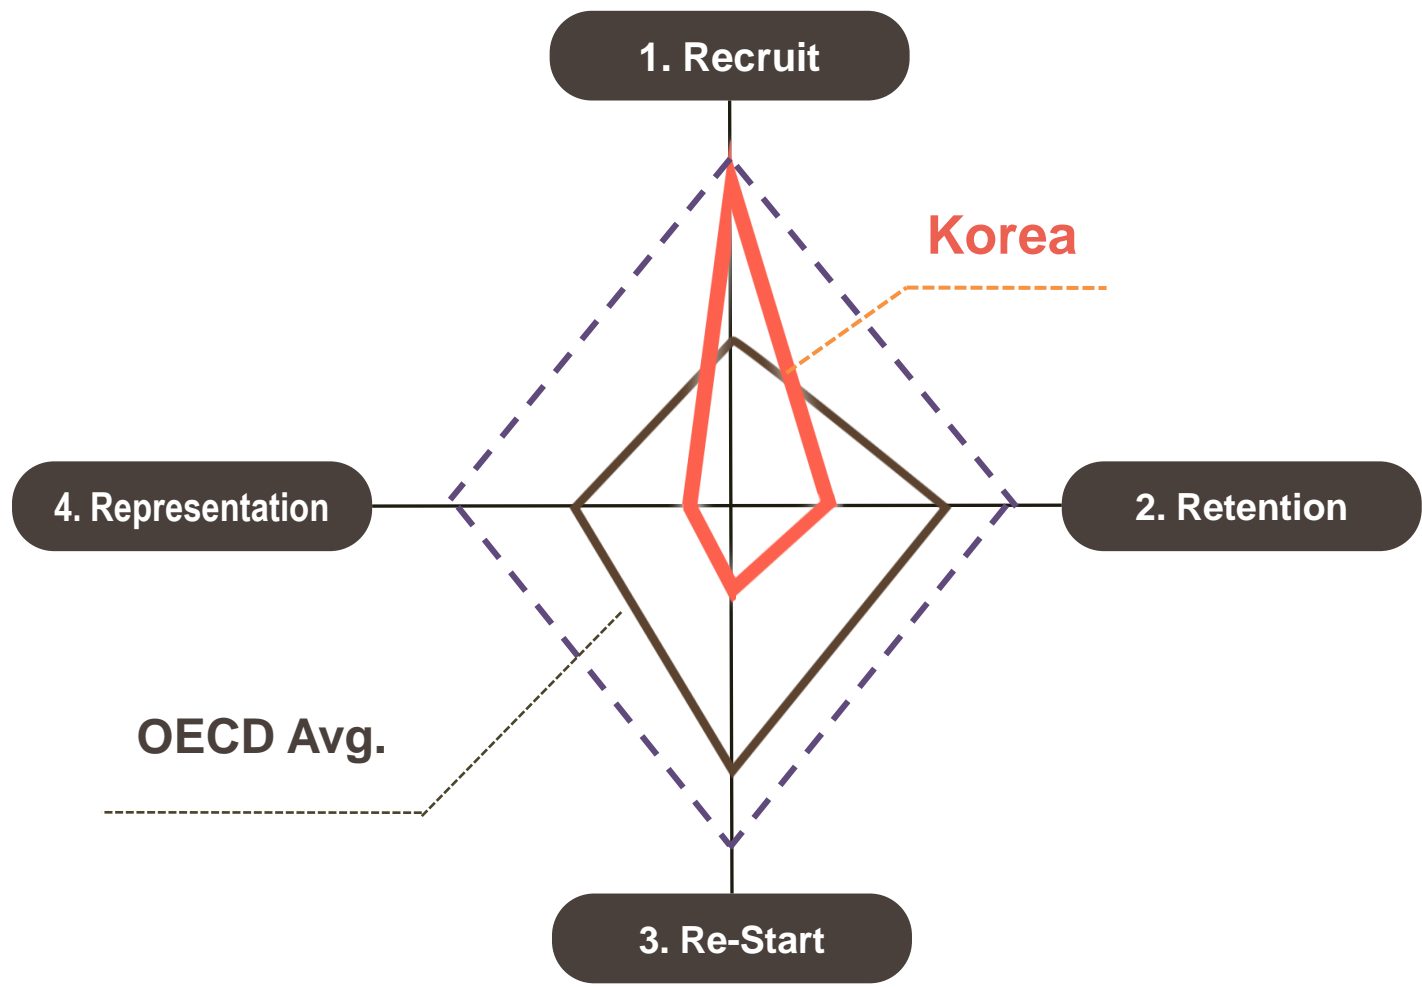 1. Recruit
Korea
4. Representation
2. Retention
OECD Avg.
3. Re-Start